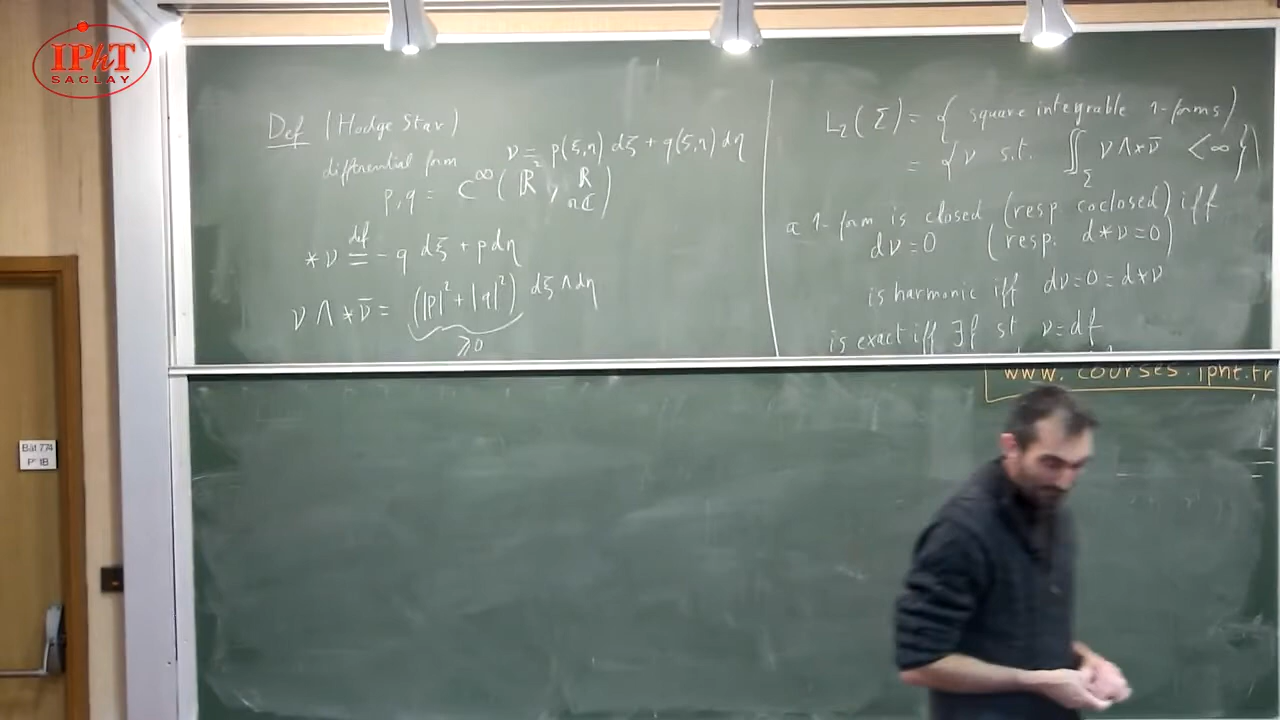 IPhT
SACLAY
Def (Hodge Star)
differential form ν = p(ξ,η) dξ + q(ξ,η) dη
p,q = C^∞(ℝ², ℝ
ou ℂ)
*ν ≝ -q dξ + p dη
ν ∧ *ν̄ = (|p|² + |q|²) dξ ∧ dη
⩾0
L₂(Σ) = { square integrable 1-forms }
= { ν s.t. ∬_Σ ν∧*ν̄ < ∞ }
a 1-form is closed (resp coclosed) iff
dν=0 (resp. d*ν=0)
is harmonic iff dν=0=d*ν
is exact iff ∃f st ν=df
www.courses.ipht.fr
Bât 774
P 1B